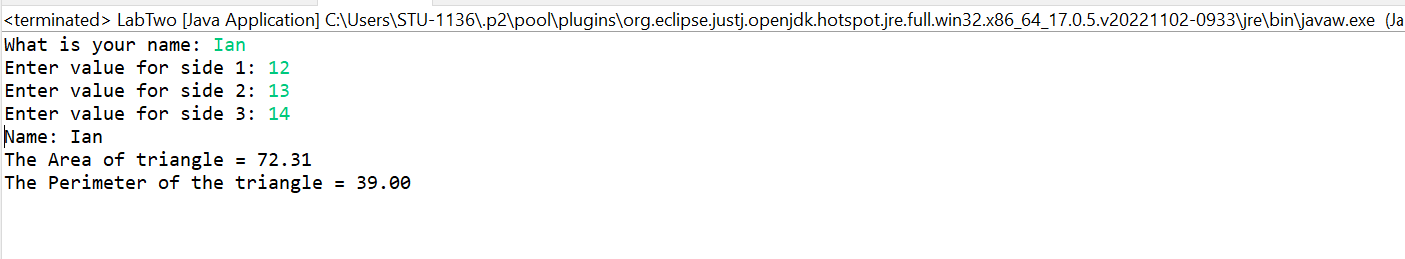 <terminated> LabTwo [Java Application] C:\Users\STU-1136\.p2\pool\plugins\org.eclipse.justj.openjdk.hotspot.jre.full.win32.x86_64_17.0.5.v20221102-0933\jre\bin\javaw.exe (Ja
What is your name: Ian
Enter value for side 1: 12
Enter value for side 2: 13
Enter value for side 3: 14
Name: Ian
The Area of triangle = 72.31
The Perimeter of the triangle = 39.00